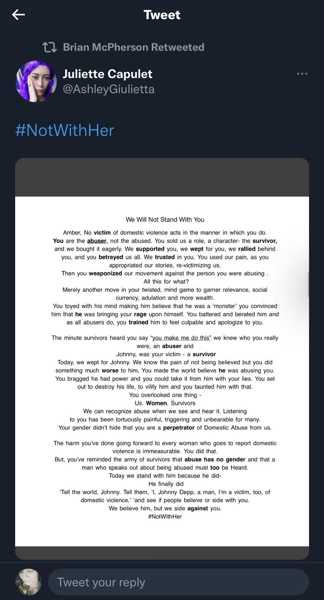 Tweet
Brian McPherson Retweeted
Juliette Capulet
@AshleyGiulietta
#NotWithHer
We Will Not Stand With You
Amber, No victim of domestic violence acts in the manner in which you do.
You are the abuser, not the abused. You sold us a role, a character- the survivor,
and we bought it eagerly. We supported you, we wept for you, we rallied behind
you, and you betrayed us all. We trusted in you. You used our pain, as you
appropriated our stories, re-victimizing us.
Then you weaponized our movement against the person you were abusing .
All this for what?
Merely another move in your twisted, mind game to garner relevance, social
currency, adulation and more wealth.
You toyed with his mind making him believe that he was a 'monster' you convinced
him that he was bringing your rage upon himself. You battered and berated him and
as all abusers do, you trained him to feel culpable and apologize to you.
The minute survivors heard you say "you make me do this" we knew who you really
were, an abuser and
Johnny, was your victim - a survivor
Today, we wept for Johnny. We know the pain of not being believed but you did
something much worse to him. You made the world believe he was abusing you.
You bragged he had power and you could take it from him with your lies. You set
out to destroy his life, to vilify him and you taunted him with that.
You overlooked one thing -
Us. Women. Survivors
We can recognize abuse when we see and hear it. Listening
to you has been tortuously painful, triggering and unbearable for many.
Your gender didn't hide that you are a perpetrator of Domestic Abuse from us.
The harm you've done going forward to every woman who goes to report domestic
violence is immeasurable. You did that.
But, you've reminded the army of survivors that abuse has no gender and that a
man who speaks out about being abused must too be Heard.
Today we stand with him because he did-
He finally did
'Tell the world, Johnny. Tell them, 'I, Johnny Depp, a man, I'm a victim, too, of
domestic violence,' 'and see if people believe or side with you.
We believe him, but we side against you.
#NotWithHer
Tweet your reply